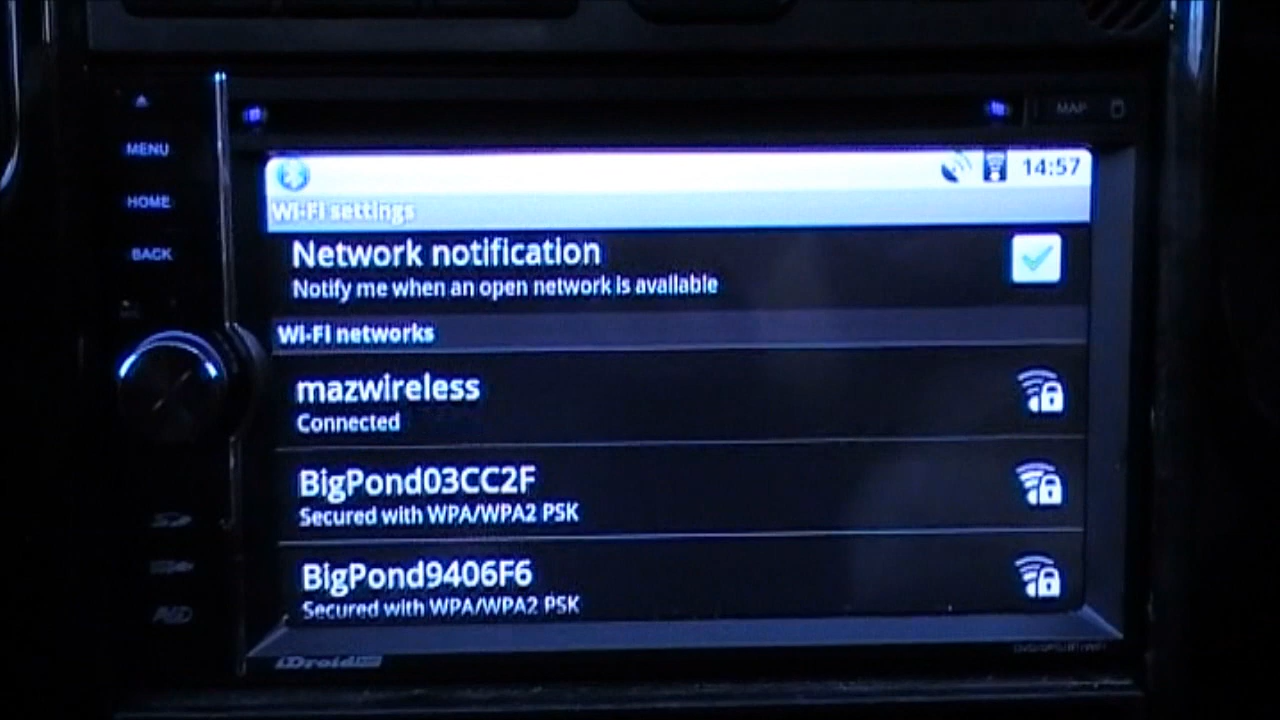 MAP
MENU
HOME
BACK
14:57
Wi-Fi settings
Network notification
Notify me when an open network is available
Wi-Fi networks
mazwireless
Connected
BigPond03CC2F
Secured with WPA/WPA2 PSK
BigPond9406F6
Secured with WPA/WPA2 PSK
iDroid